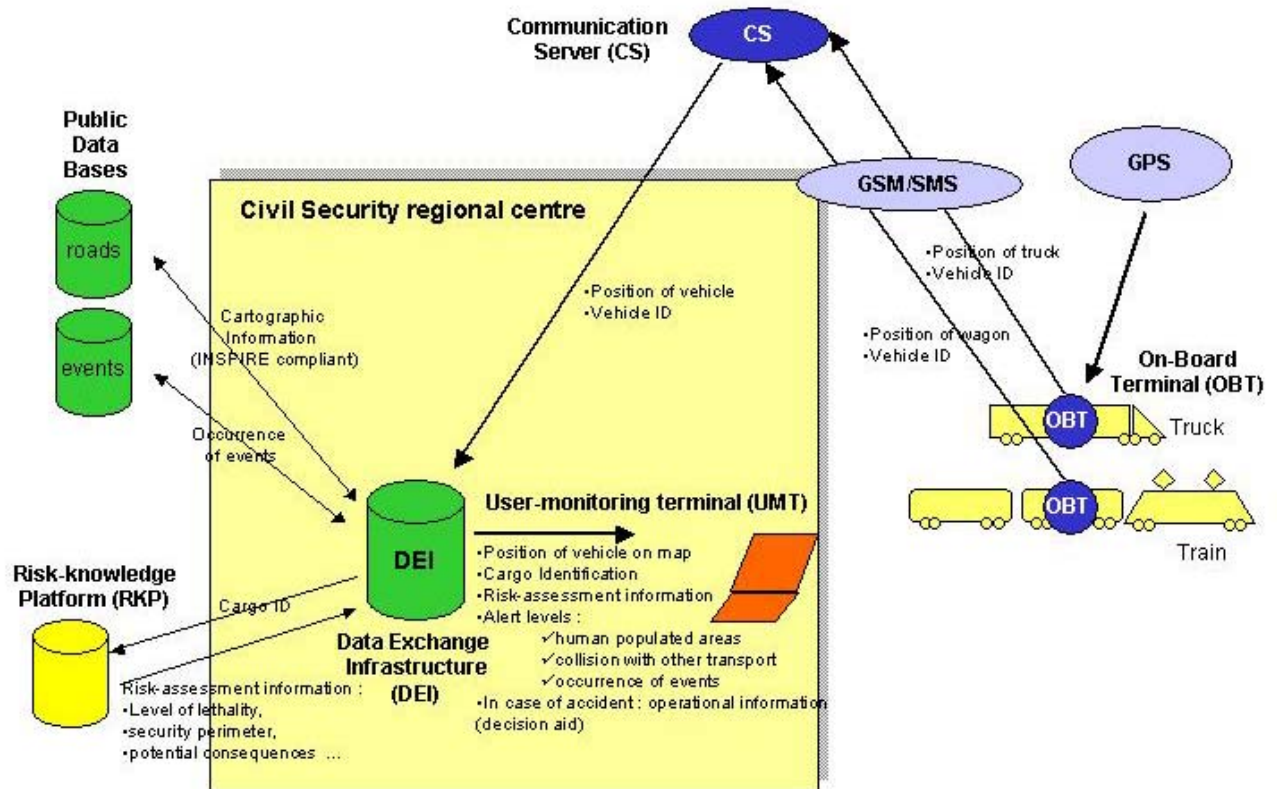 Communication
Server (CS)
CS
Public
Data
Bases
roads
events
Civil Security regional centre
GSM/SMS
GPS
•Position of truck
•Vehicle ID
•Position of vehicle
•Vehicle ID
•Position of wagon
•Vehicle ID
Cartographic
Information
(INSPIRE compliant)
Occurrence
of events
On-Board
Terminal (OBT)
OBT
Truck
OBT
Train
DEI
Data Exchange
Infrastructure
(DEI)
User-monitoring terminal (UMT)
•Position of vehicle on map
•Cargo Identification
•Risk-assessment information
•Alert levels :
✓human populated areas
✓collision with other transport
✓occurrence of events
•In case of accident : operational information
(decision aid)
Risk-knowledge
Platform (RKP)
Cargo ID
Risk-assessment information :
•Level of lethality,
•security perimeter,
•potential consequences ...